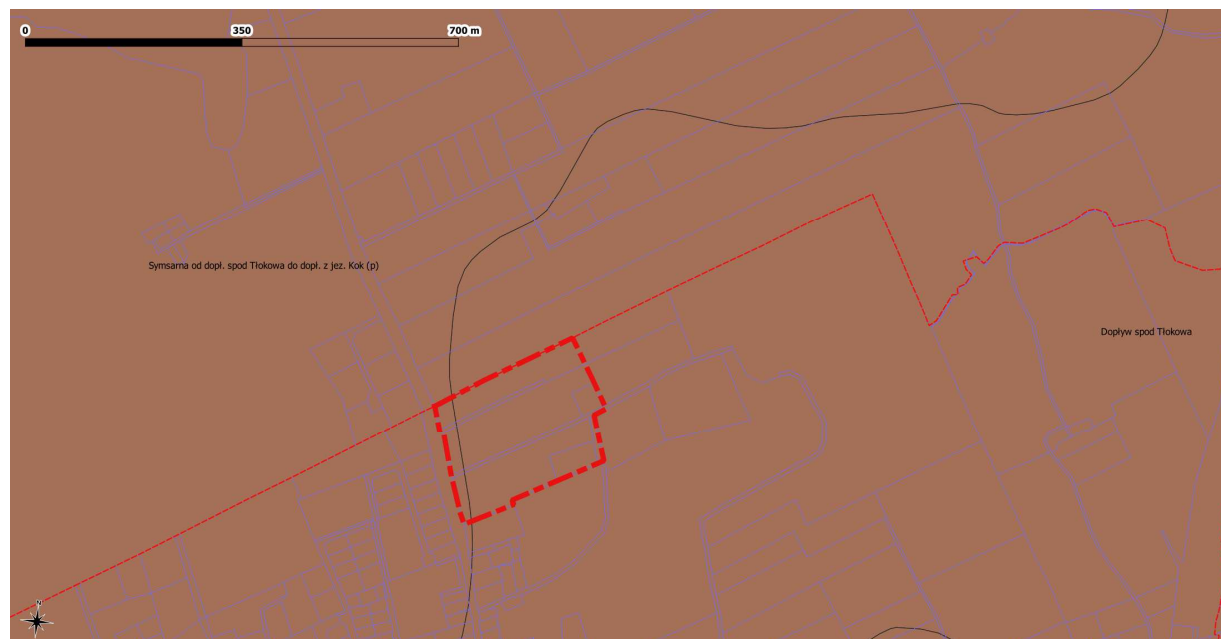 0 350 700 m
Symsarna od dopł. spod Tłokowa do dopł. z jez. Kok (p)
Dopływ spod Tłokowa
N